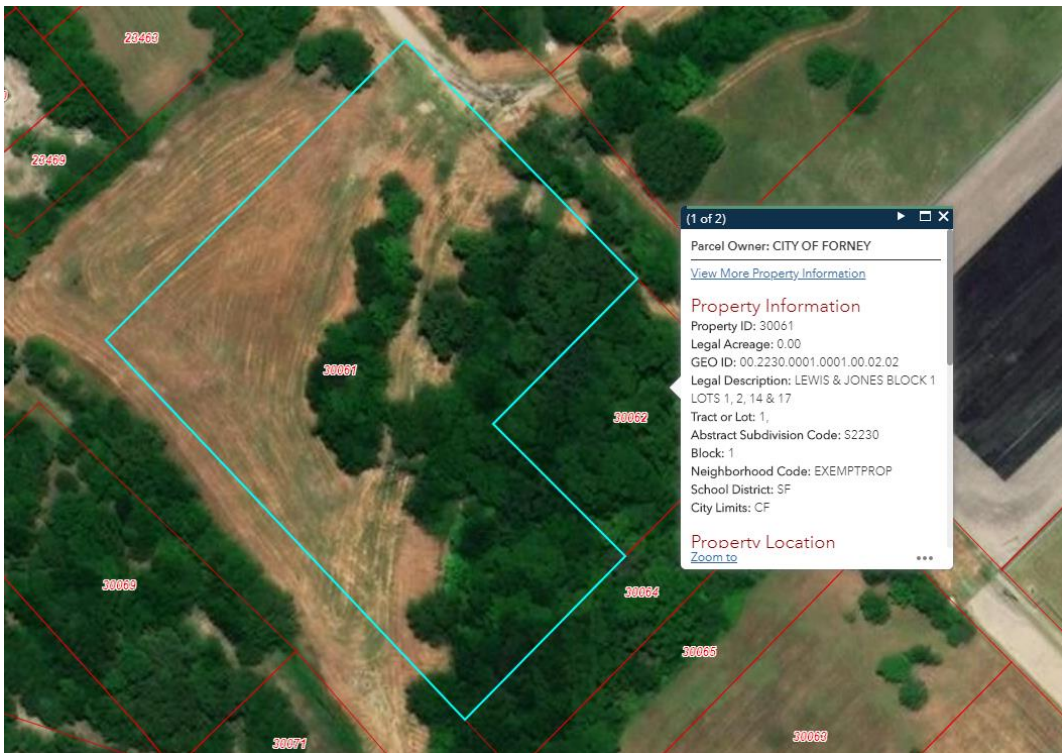 23463
23469
30061
30062
30064
30065
30063
30069
30071
(1 of 2)
Parcel Owner: CITY OF FORNEY
View More Property Information
Property Information
Property ID: 30061
Legal Acreage: 0.00
GEO ID: 00.2230.0001.0001.00.02.02
Legal Description: LEWIS & JONES BLOCK 1
LOTS 1, 2, 14 & 17
Tract or Lot: 1,
Abstract Subdivision Code: S2230
Block: 1
Neighborhood Code: EXEMPTPROP
School District: SF
City Limits: CF
Property Location
Zoom to